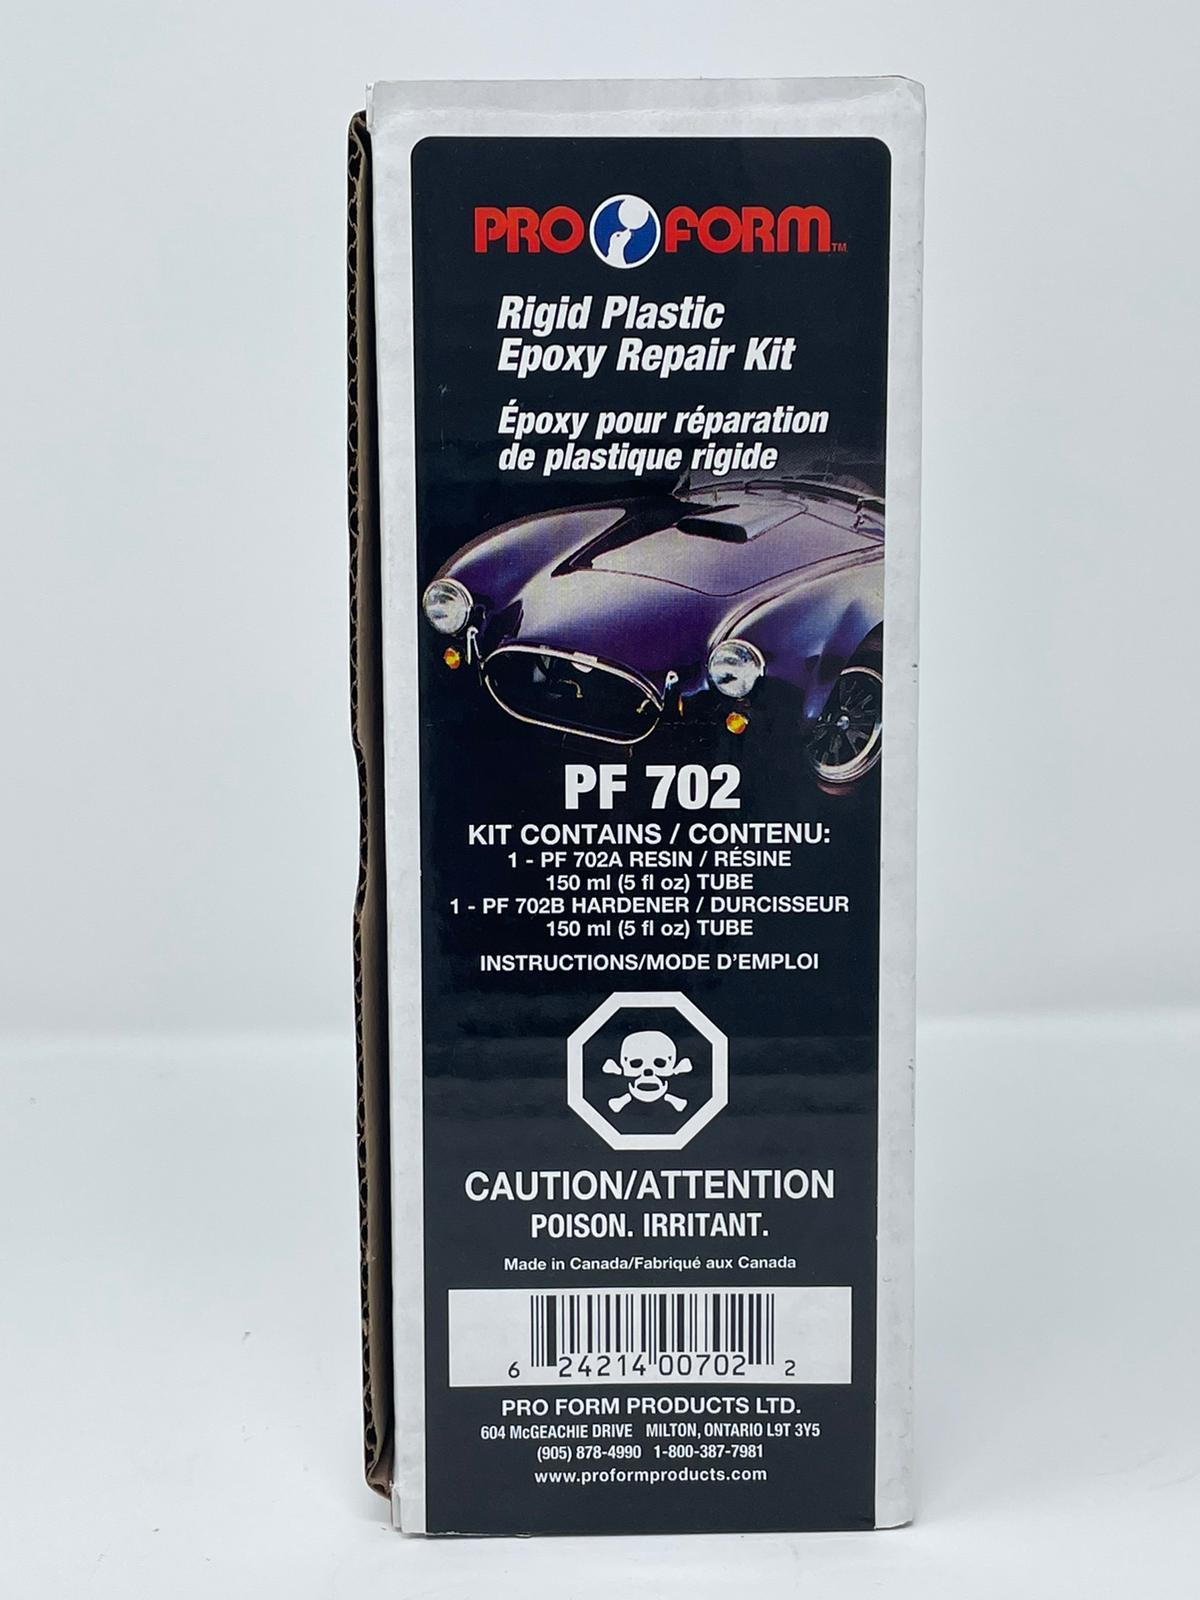 PRO FORM TM
Rigid Plastic
Epoxy Repair Kit
Époxy pour réparation
de plastique rigide
PF 702
KIT CONTAINS / CONTENU:
1 - PF 702A RESIN / RÉSINE
150 ml (5 fl oz) TUBE
1 - PF 702B HARDENER / DURCISSEUR
150 ml (5 fl oz) TUBE
INSTRUCTIONS/MODE D'EMPLOI
CAUTION/ATTENTION
POISON. IRRITANT.
Made in Canada/Fabriqué aux Canada
6 24214 00702 2
PRO FORM PRODUCTS LTD.
604 McGEACHIE DRIVE MILTON, ONTARIO L9T 3Y5
(905) 878-4990 1-800-387-7981
www.proformproducts.com